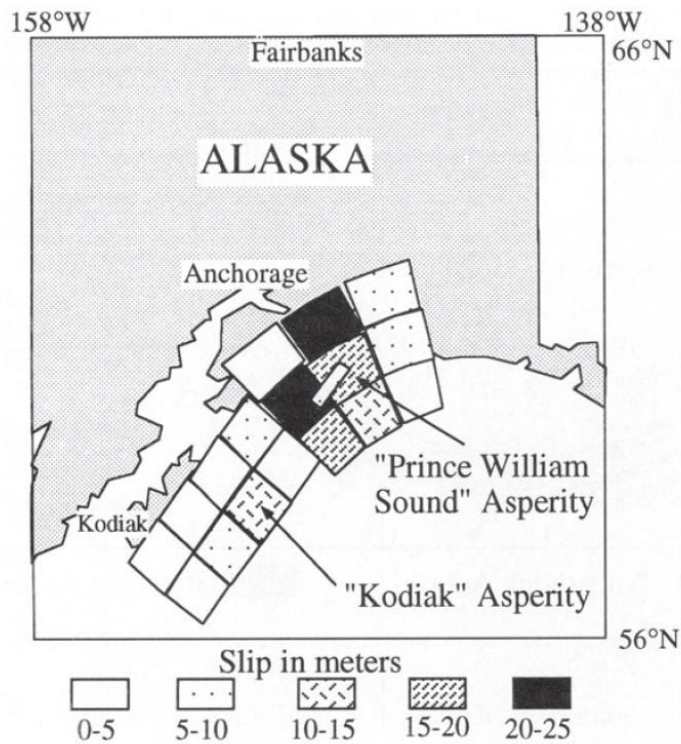 158°W 138°W
66°N
Fairbanks
ALASKA
Anchorage
"Prince William
Sound" Asperity
Kodiak
"Kodiak" Asperity
56°N
Slip in meters
0-5 5-10 10-15 15-20 20-25